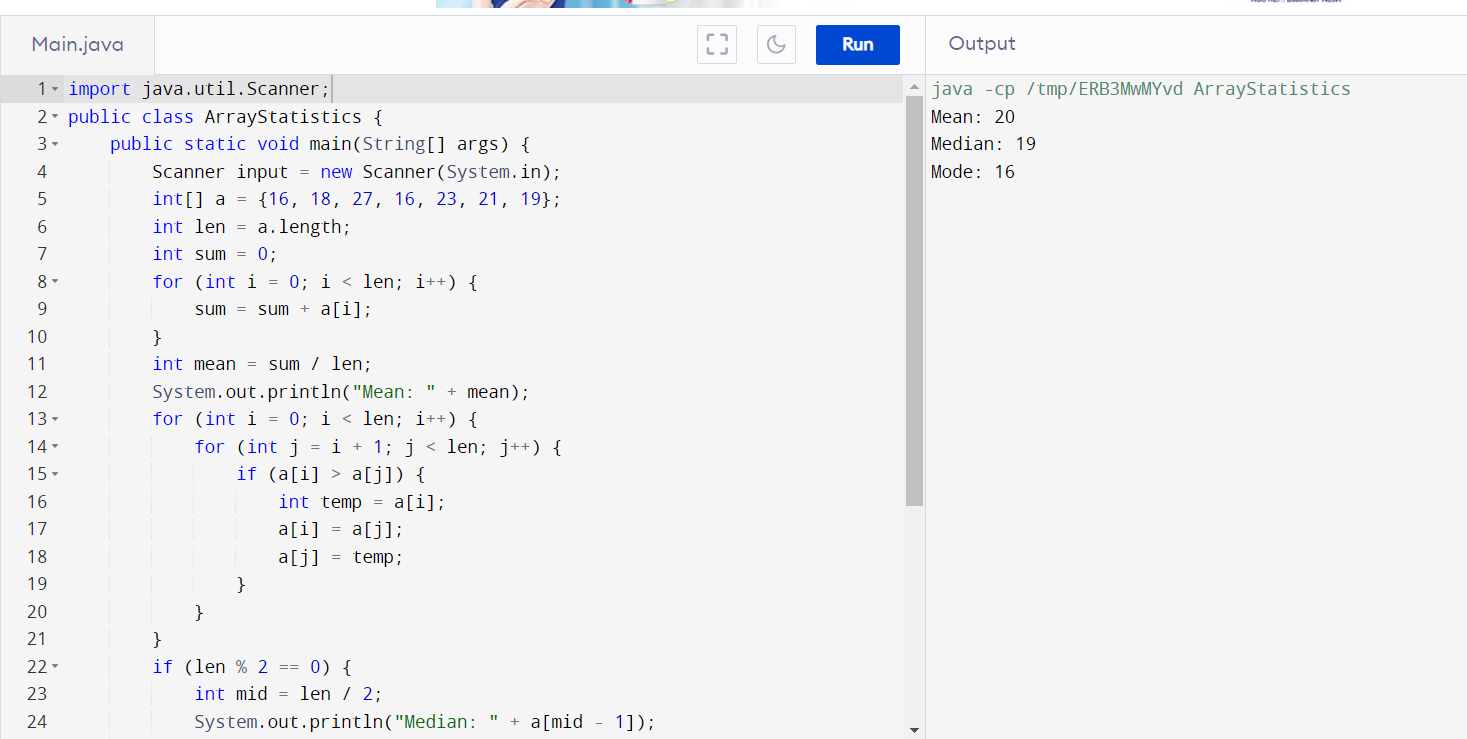 Main.java
Run
Output
1 import java.util.Scanner;
2 public class ArrayStatistics {
3     public static void main(String[] args) {
4         Scanner input = new Scanner(System.in);
5         int[] a = {16, 18, 27, 16, 23, 21, 19};
6         int len = a.length;
7         int sum = 0;
8         for (int i = 0; i < len; i++) {
9             sum = sum + a[i];
10         }
11         int mean = sum / len;
12         System.out.println("Mean: " + mean);
13         for (int i = 0; i < len; i++) {
14             for (int j = i + 1; j < len; j++) {
15                 if (a[i] > a[j]) {
16                     int temp = a[i];
17                     a[i] = a[j];
18                     a[j] = temp;
19                 }
20             }
21         }
22         if (len % 2 == 0) {
23             int mid = len / 2;
24             System.out.println("Median: " + a[mid - 1]);
java -cp /tmp/ERB3MwMYvd ArrayStatistics
Mean: 20
Median: 19
Mode: 16